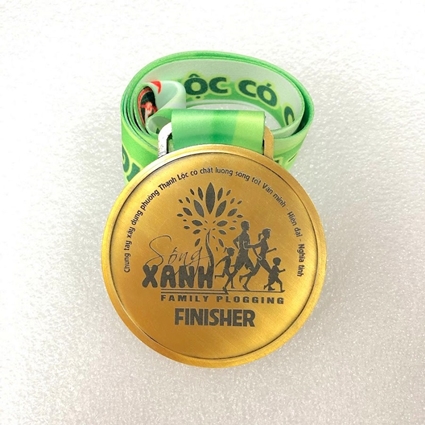 ỘC CÓ
Chung tay xây dựng phường Thạnh Lộc có chất lượng sống tốt Văn minh Hiện đại Nghĩa tình
Sống
XANH
FAMILY PLOGGING
FINISHER